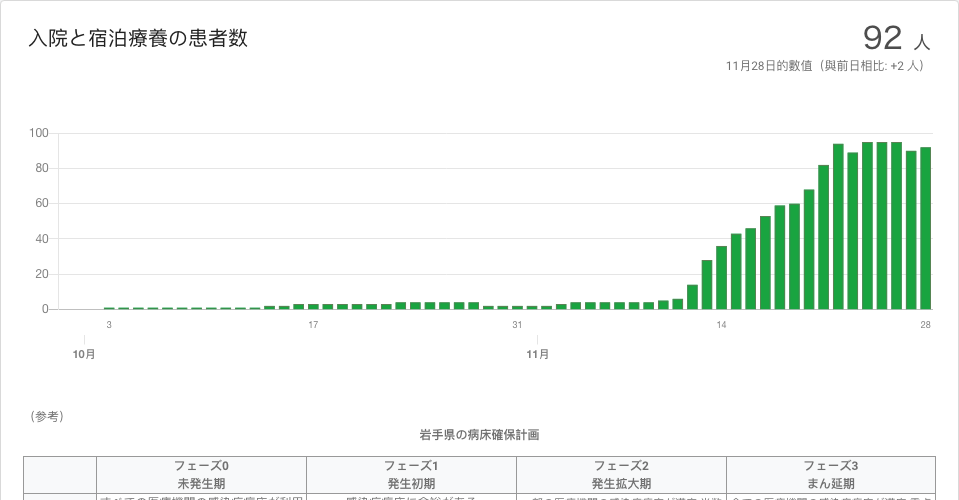 入院と宿泊療養の患者数
92 人
11月28日的數值（與前日相比: +2 人）
100
80
60
40
20
0
3 17 31 14 28
10月 11月
(参考)
岩手県の病床確保計画
フェーズ0 フェーズ1 フェーズ2 フェーズ3
未発生期 発生初期 発生拡大期 まん延期